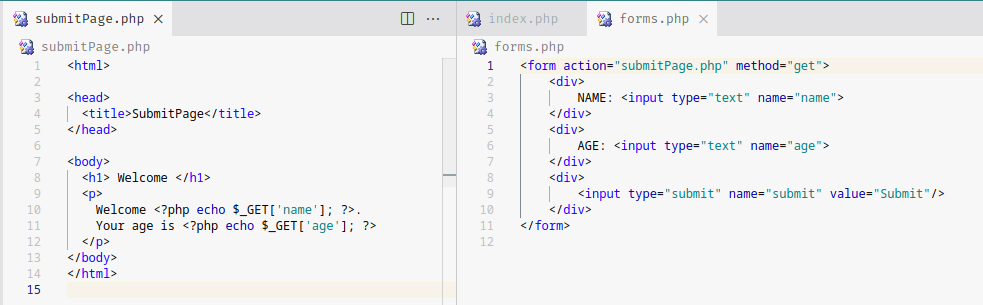 submitPage.php
submitPage.php
1 <html>
2
3 <head>
4 <title>SubmitPage</title>
5 </head>
6
7 <body>
8 <h1> Welcome </h1>
9 <p>
10 Welcome <?php echo $_GET['name']; ?>.
11 Your age is <?php echo $_GET['age']; ?>
12 </p>
13 </body>
14 </html>
15
index.php forms.php
forms.php
1 <form action="submitPage.php" method="get">
2 <div>
3 NAME: <input type="text" name="name">
4 </div>
5 <div>
6 AGE: <input type="text" name="age">
7 </div>
8 <div>
9 <input type="submit" name="submit" value="Submit"/>
10 </div>
11 </form>
12